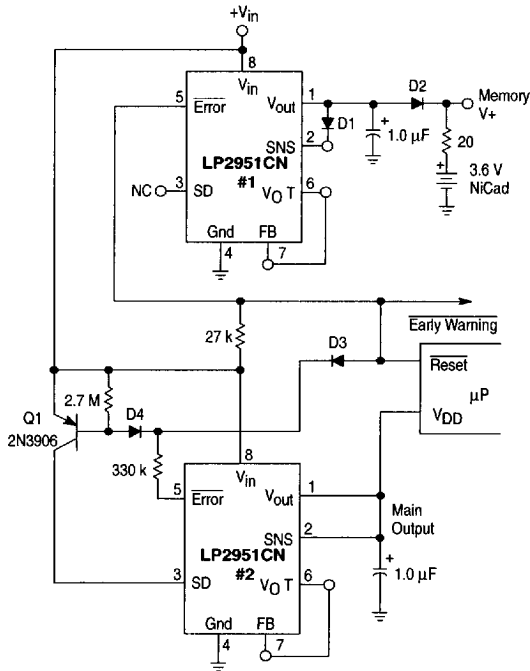 +Vin
8
Vin
5
Error
Vout
1
D2
Memory
V+
D1
+
1.0 µF
20
SNS
2
LP2951CN
#1
+
3.6 V
NiCad
NC
3
SD
VO T
6
Gnd
FB
4
7
27 k
Early Warning
D3
Reset
µP
VDD
Q1
2N3906
2.7 M
D4
330 k
8
Vin
5
Error
Vout
1
Main
Output
SNS
2
LP2951CN
#2
+
1.0 µF
3
SD
VO T
6
Gnd
FB
4
7